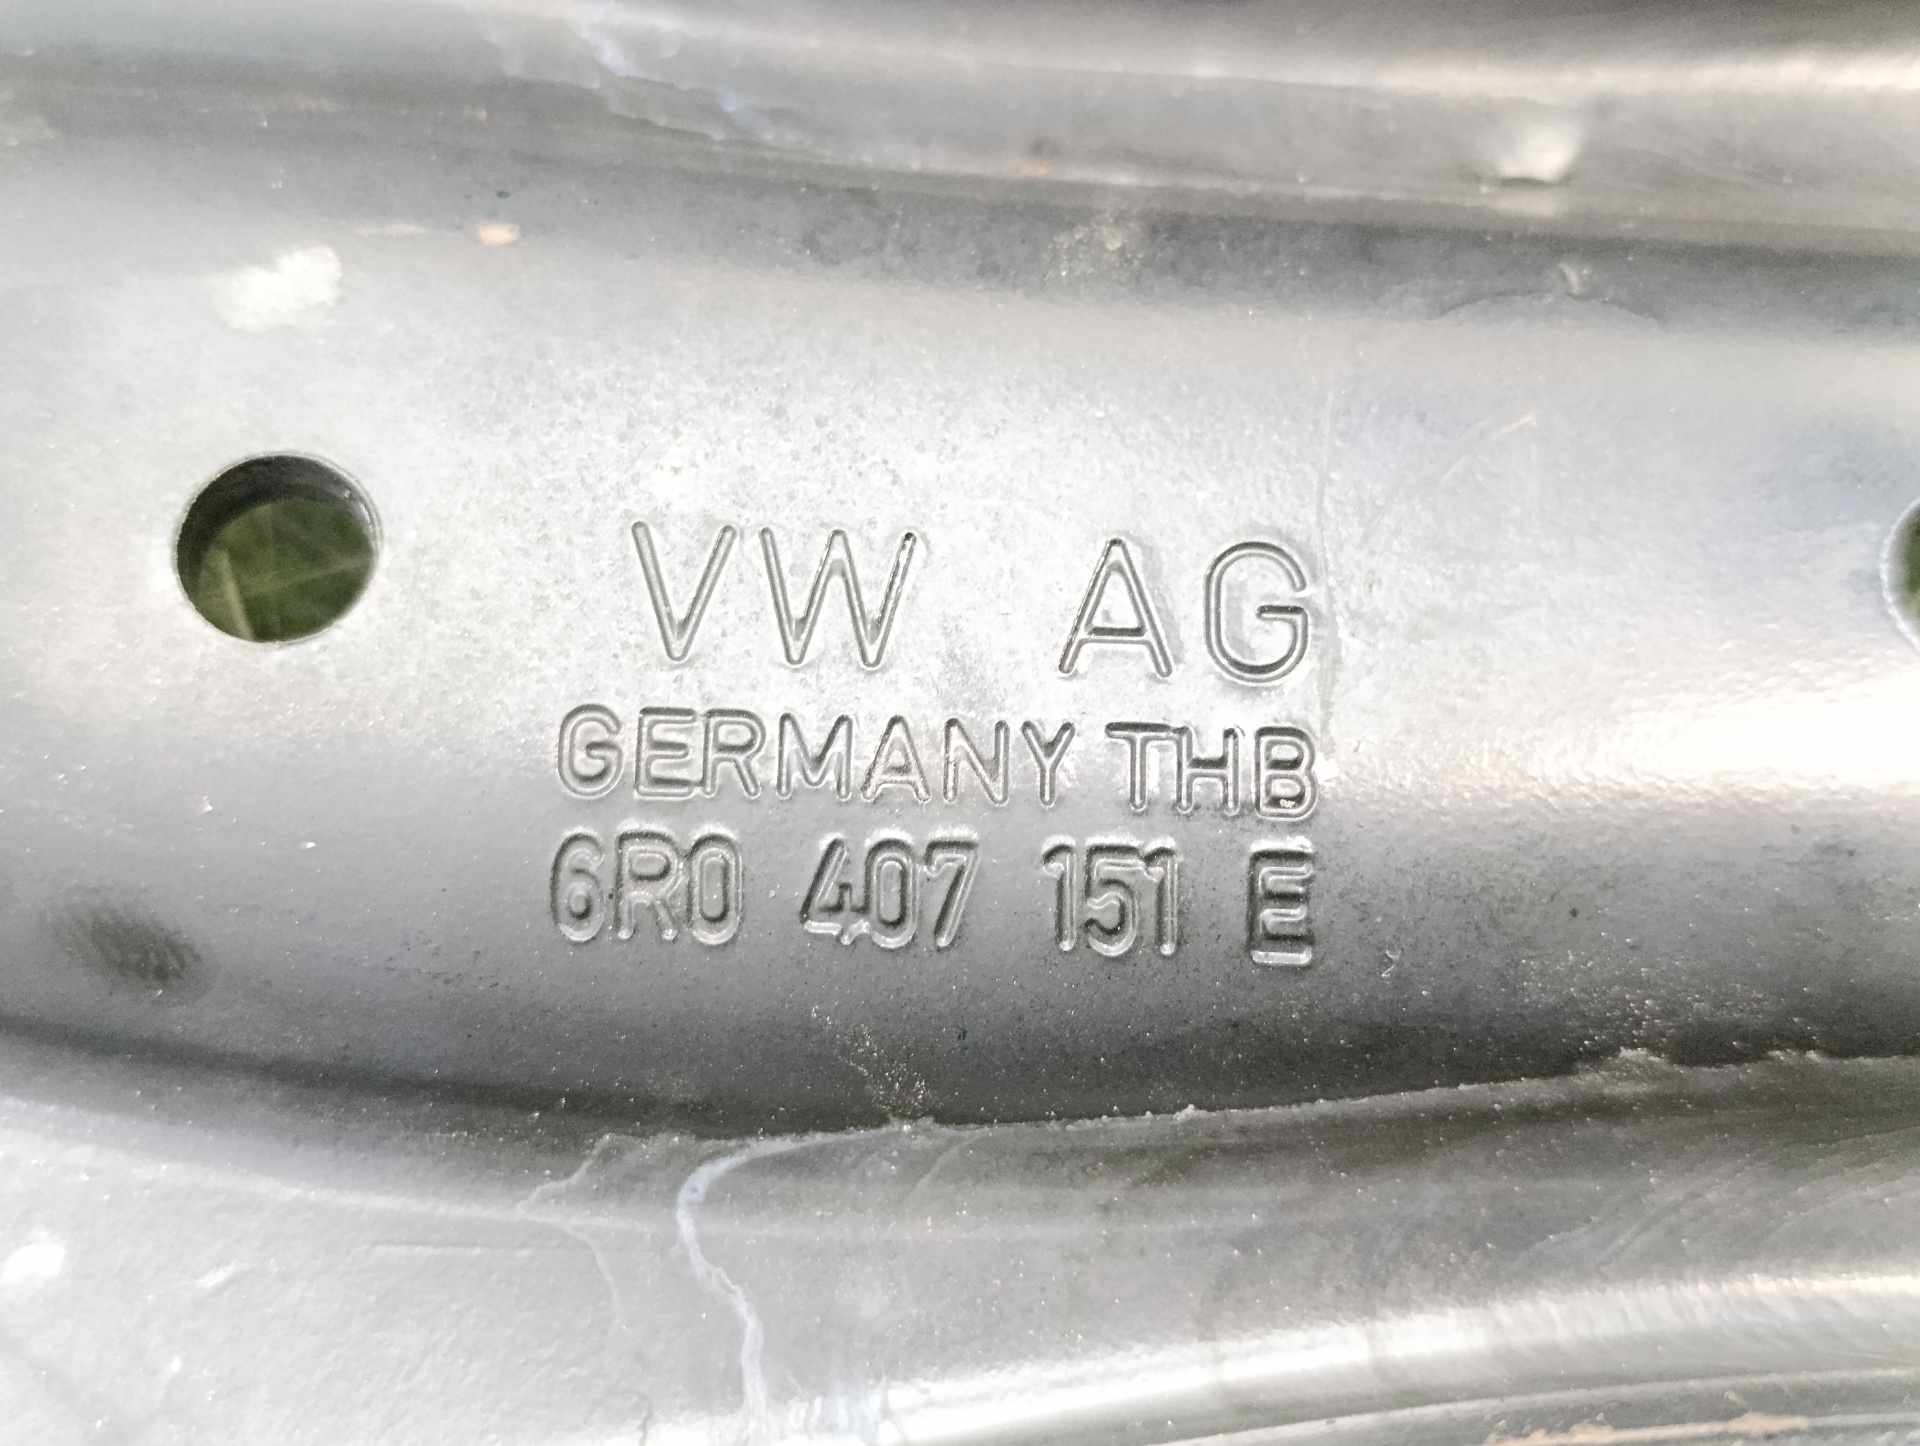 VW AG
GERMANY THB
6R0 407 151 E